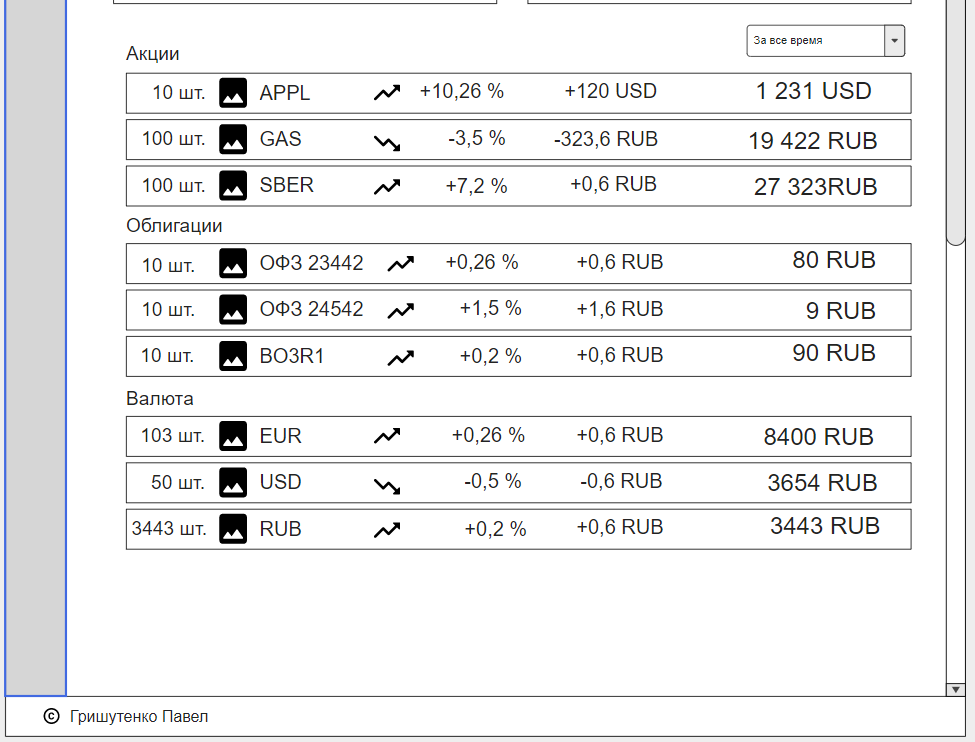 За все время
Акции
10 шт. APPL +10,26 % +120 USD 1 231 USD
100 шт. GAS -3,5 % -323,6 RUB 19 422 RUB
100 шт. SBER +7,2 % +0,6 RUB 27 323RUB
Облигации
10 шт. ОФЗ 23442 +0,26 % +0,6 RUB 80 RUB
10 шт. ОФЗ 24542 +1,5 % +1,6 RUB 9 RUB
10 шт. ВО3R1 +0,2 % +0,6 RUB 90 RUB
Валюта
103 шт. EUR +0,26 % +0,6 RUB 8400 RUB
50 шт. USD -0,5 % -0,6 RUB 3654 RUB
3443 шт. RUB +0,2 % +0,6 RUB 3443 RUB
© Гришутенко Павел